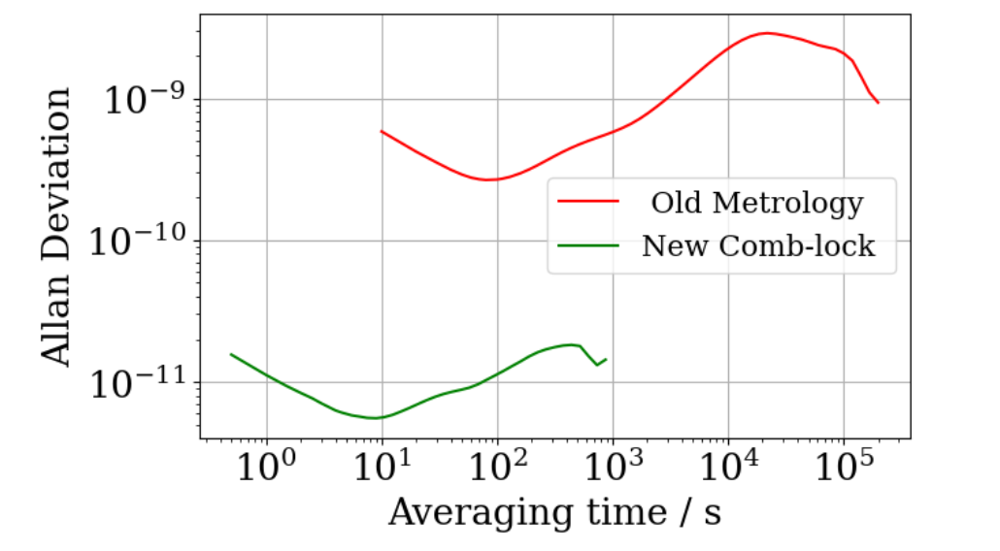 Allan Deviation
10⁻⁹
10⁻¹⁰
10⁻¹¹
Old Metrology
New Comb-lock
10⁰ 10¹ 10² 10³ 10⁴ 10⁵
Averaging time / s